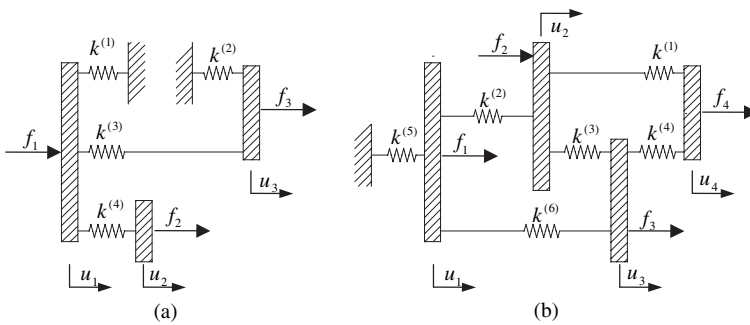 k^(1)
k^(2)
f_3
f_1
k^(3)
u_3
k^(4)
f_2
u_1
u_2
(a)
u_2
f_2
k^(1)
k^(2)
f_4
k^(5)
k^(3)
k^(4)
f_1
u_4
k^(6)
f_3
u_1
u_3
(b)